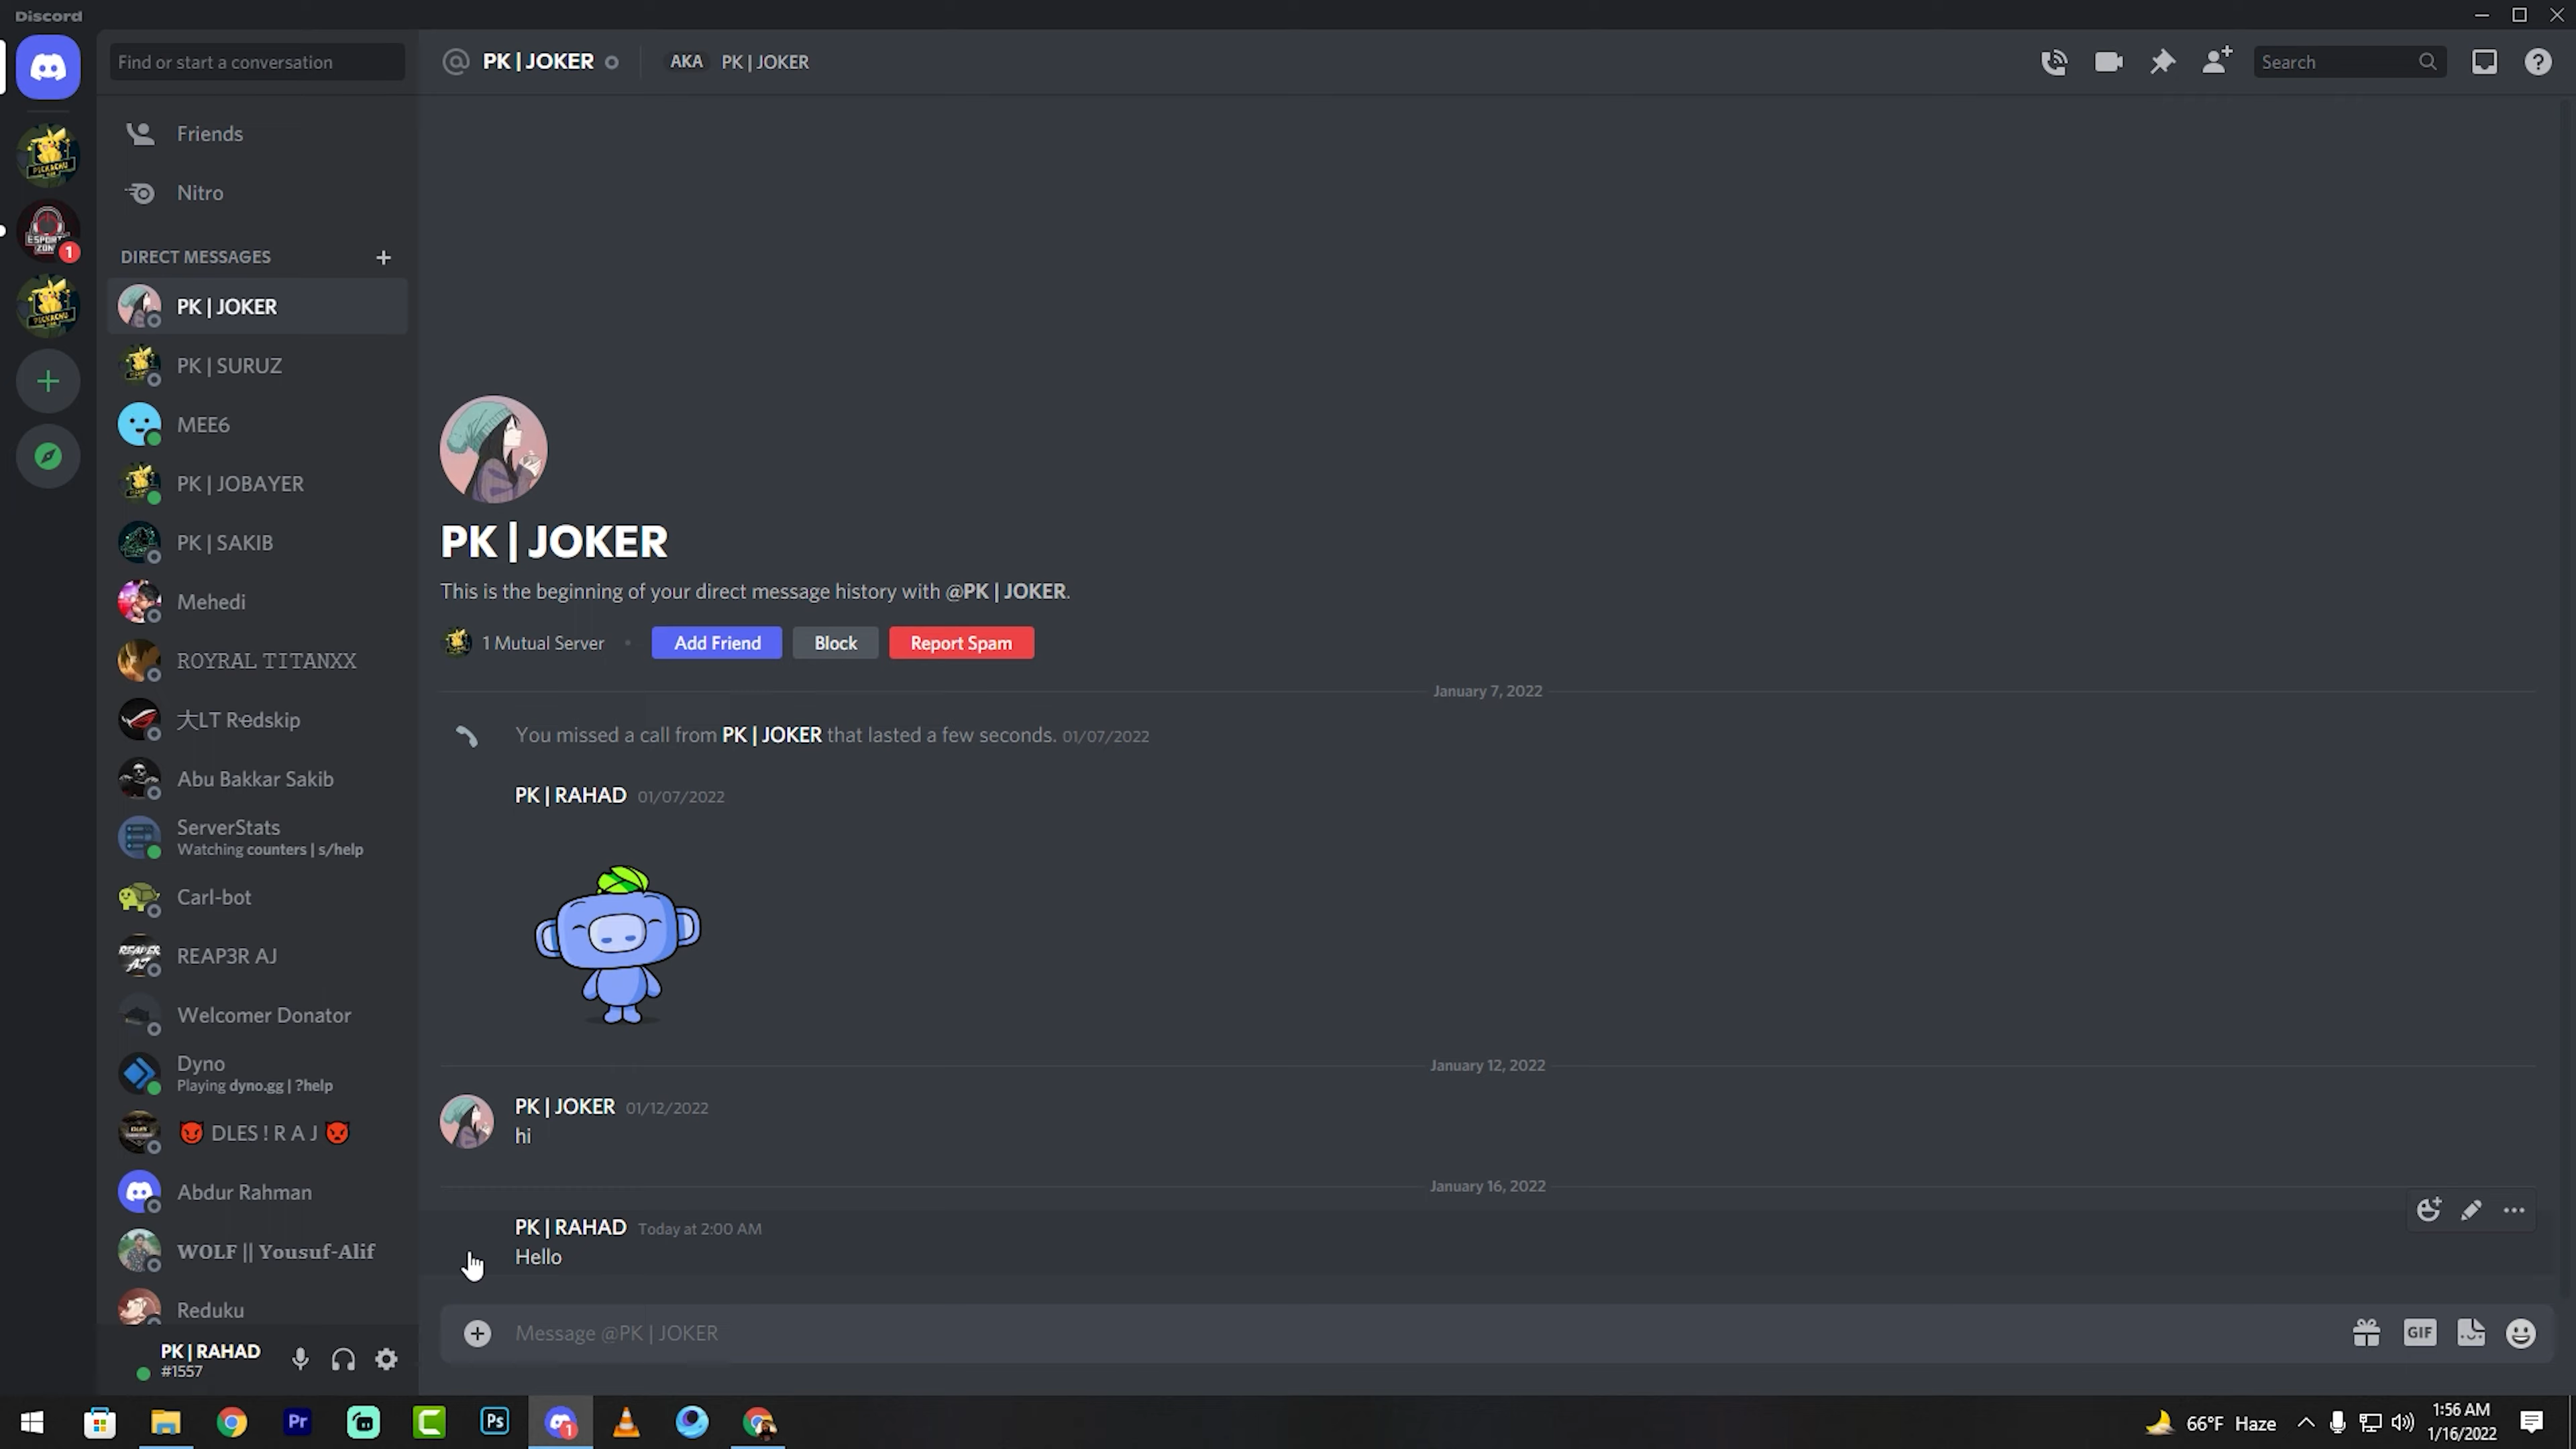 Discord
Find or start a conversation
PK | JOKER
AKA PK | JOKER
Search
Friends
Nitro
DIRECT MESSAGES
1
PK | JOKER
PK | SURUZ
MEE6
PK | JOBAYER
PK | SAKIB
Mehedi
ROYRAL TITANXX
大LT Rɵdskip
Abu Bakkar Sakib
ServerStats
Watching counters | s/help
Carl-bot
REAP3R AJ
Welcomer Donator
Dyno
Playing dyno.gg | ?help
DLES ! R A J
Abdur Rahman
WOLF || Yousuf-Alif
Reduku
PK | RAHAD
#1557
PK | JOKER
This is the beginning of your direct message history with @PK | JOKER.
1 Mutual Server
Add Friend
Block
Report Spam
January 7, 2022
You missed a call from PK | JOKER that lasted a few seconds. 01/07/2022
PK | RAHAD 01/07/2022
January 12, 2022
PK | JOKER 01/12/2022
hi
January 16, 2022
PK | RAHAD Today at 2:00 AM
Hello
Message @PK | JOKER
GIF
Pr
Ps
1
66°F Haze
1:56 AM
1/16/2022